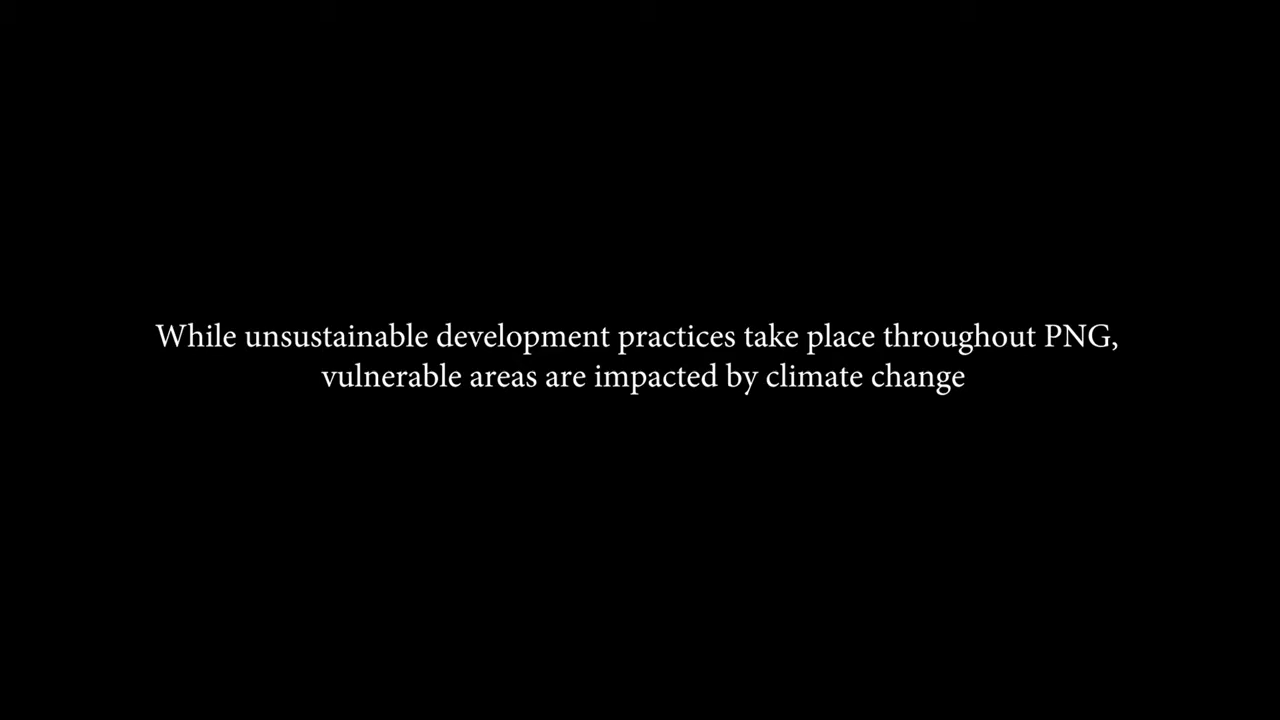 While unsustainable development practices take place throughout PNG,
vulnerable areas are impacted by climate change